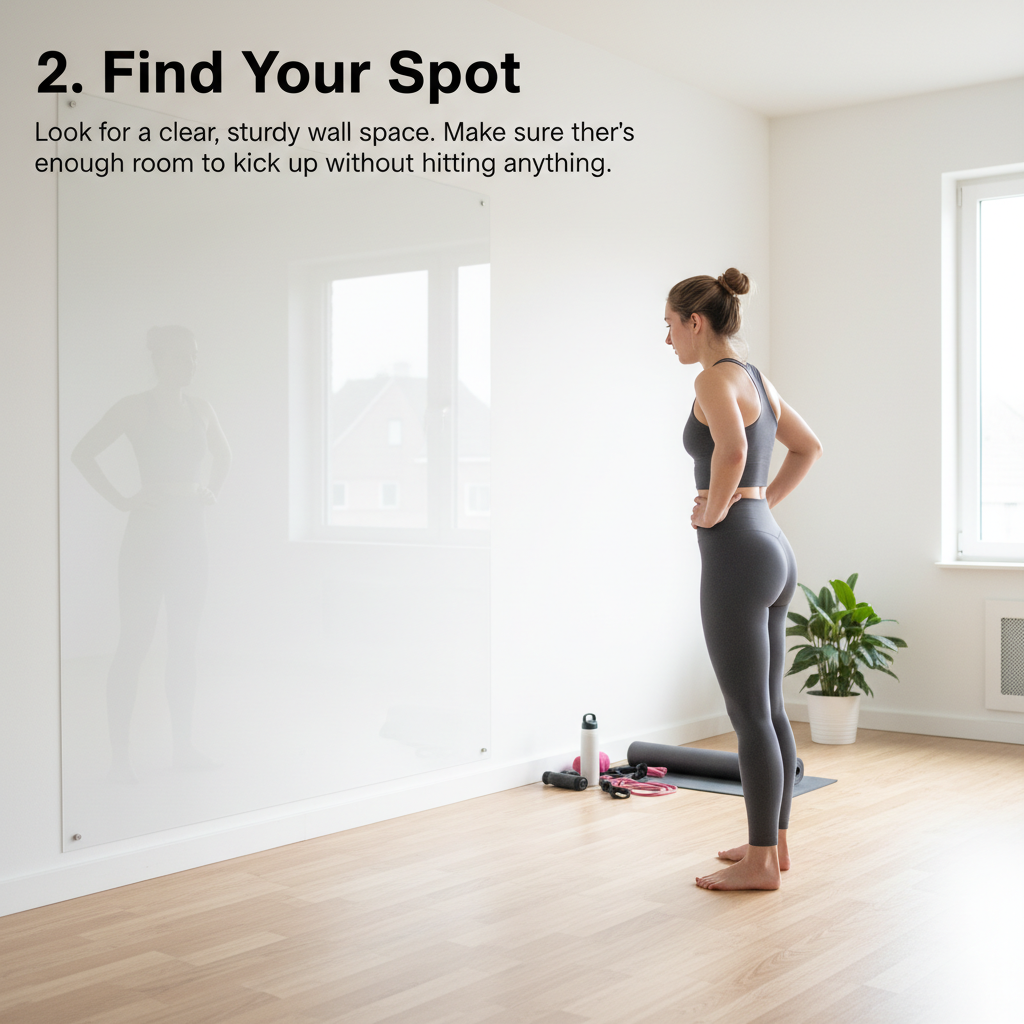 2. Find Your Spot
Look for a clear, sturdy wall space. Make sure ther's
enough room to kick up without hitting anything.